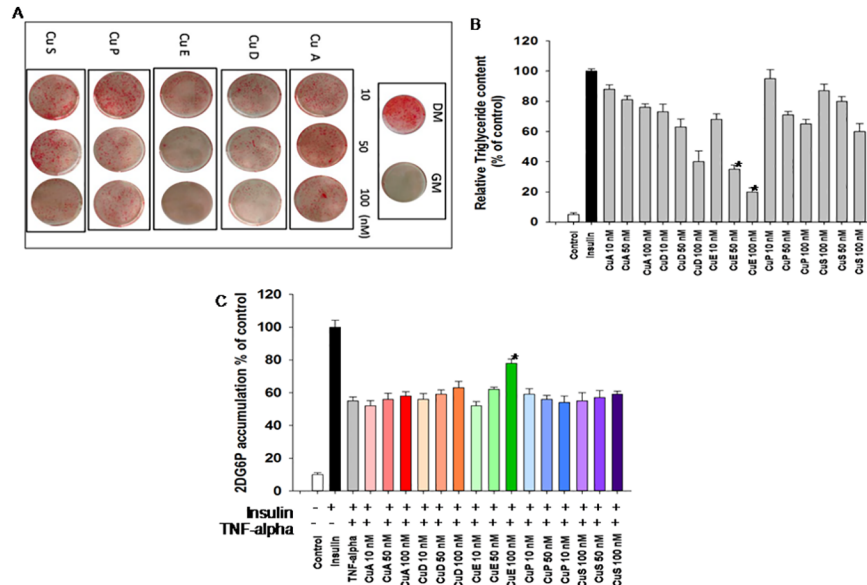 A
Cu S
Cu P
Cu E
Cu D
Cu A
10
50
100
(nM)
DM
GM
B
Relative Triglyceride content
(% of control)
120
100
80
60
40
20
0
Control
Insulin
CuA 10 nM
CuA 50 nM
CuA 100 nM
CuD 10 nM
CuD 50 nM
CuD 100 nM
CuE 10 nM
CuE 50 nM
CuE 100 nM
CuP 10 nM
CuP 50 nM
CuP 100 nM
CuS 100 nM
CuS 50 nM
CuS 100 nM
C
2DG6P accumulation % of control
120
100
80
60
40
20
0
Insulin - + + + + + + + + + + + + + + + + +
TNF-alpha - - + + + + + + + + + + + + + + + +
Control
Insulin
TNF-alpha
CuA 10 nM
CuA 50 nM
CuA 100 nM
CuD 10 nM
CuD 50 nM
CuD 100 nM
CuE 10 nM
CuE 50 nM
CuE 100 nM
CuP 10 nM
CuP 50 nM
CuP 10 nM
CuS 100 nM
CuS 50 nM
CuS 100 nM